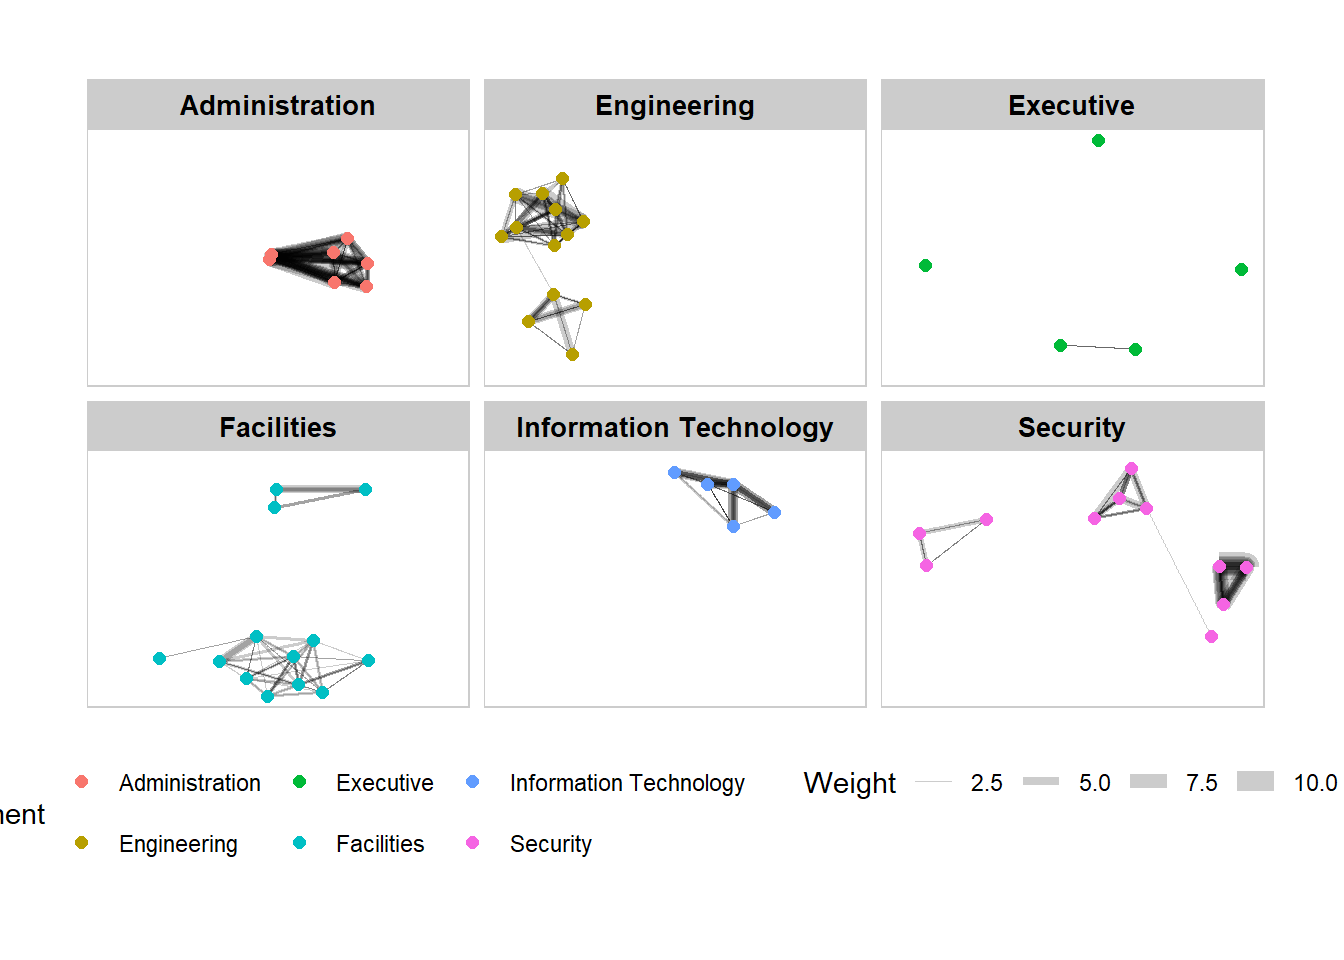 Administration
Engineering
Executive
Facilities
Information Technology
Security
Administration
Executive
Information Technology
Weight
2.5
5.0
7.5
10.0
nent
Engineering
Facilities
Security